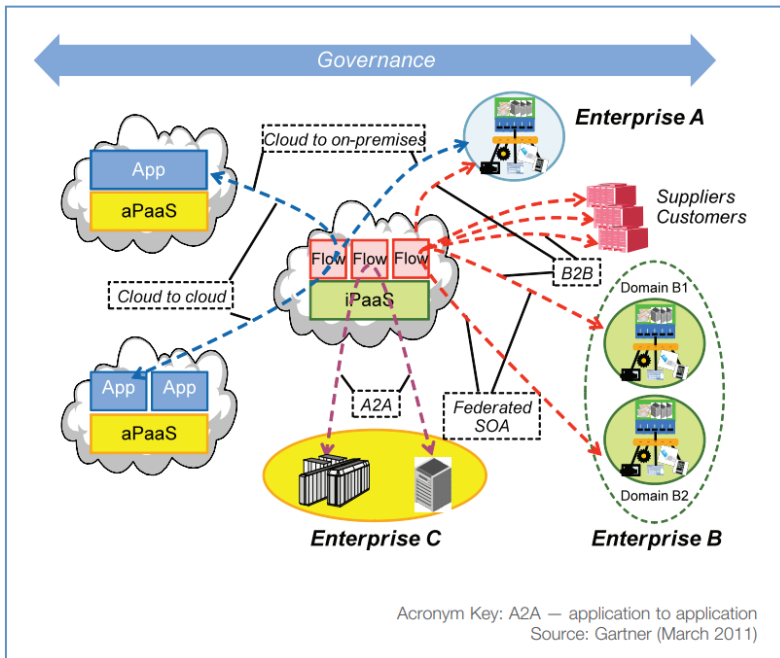 Governance
Enterprise A
Cloud to on-premises
App
aPaaS
Suppliers
Customers
Flow
Flow
Flow
iPaaS
B2B
Cloud to cloud
Domain B1
App
App
aPaaS
A2A
Federated
SOA
Domain B2
Enterprise C
Enterprise B
Acronym Key: A2A — application to application
Source: Gartner (March 2011)